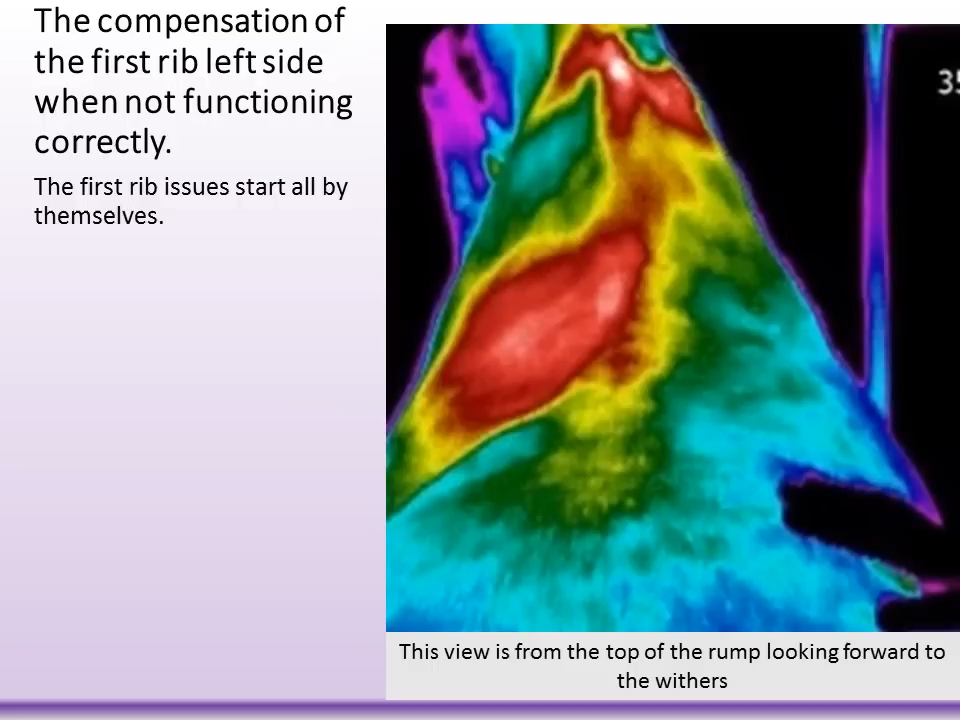 The compensation of
the first rib left side
when not functioning
correctly.
The first rib issues start all by
themselves.
35
This view is from the top of the rump looking forward to
the withers